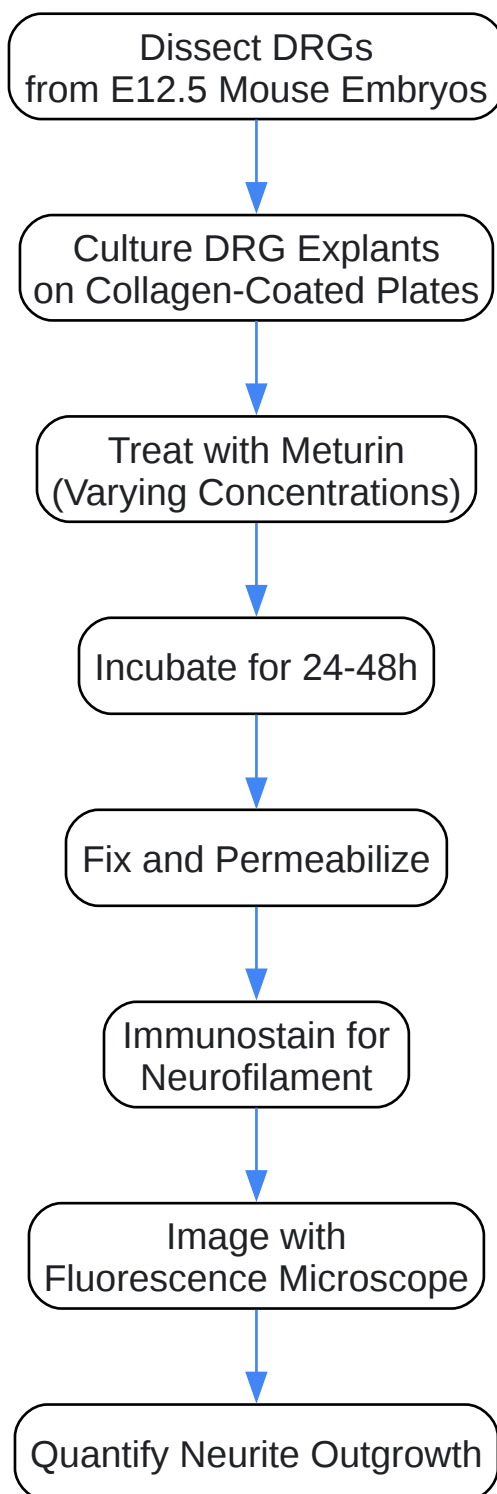 Dissect DRGs
from E12.5 Mouse Embryos
Culture DRG Explants
on Collagen-Coated Plates
Treat with Meturin
(Varying Concentrations)
Incubate for 24-48h
Fix and Permeabilize
Immunostain for
Neurofilament
Image with
Fluorescence Microscope
Quantify Neurite Outgrowth